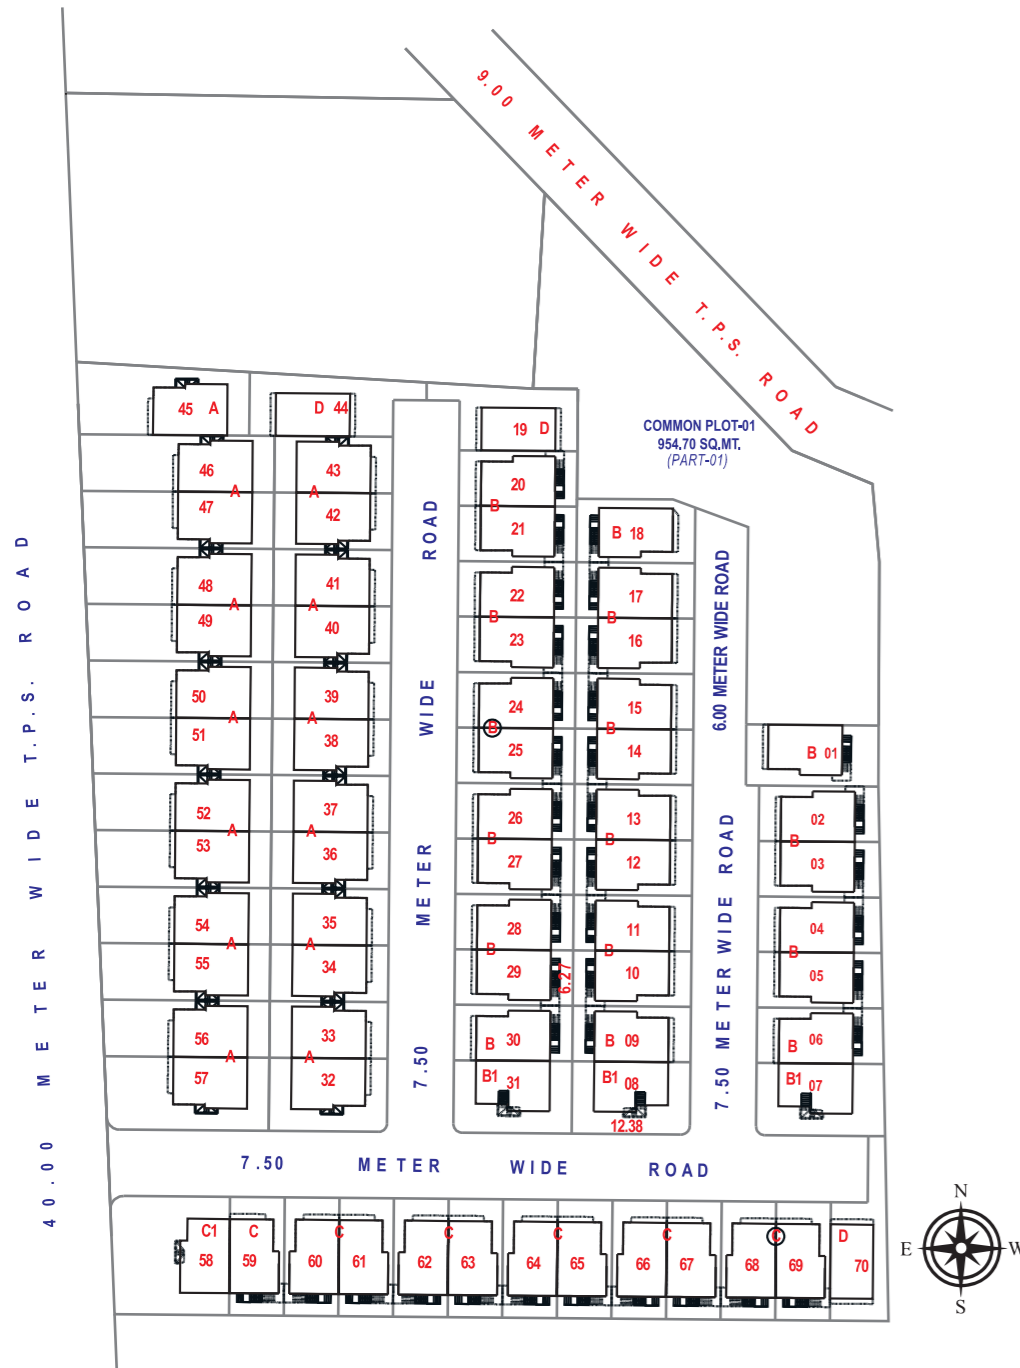 9.00 METER WIDE T.P.S. ROAD
COMMON PLOT-01
954.70 SQ.MT.
(PART-01)
40.00 METER WIDE T.P.S. ROAD
7.50 METER WIDE ROAD
6.00 METER WIDE ROAD
7.50 METER WIDE ROAD
45 A
D 44
46
A
47
43
A
42
48
A
49
41
A
40
50
A
51
39
A
38
52
A
53
37
A
36
54
A
55
35
A
34
56
A
57
33
A
32
19 D
20
B
21
B 18
22
B
23
17
B
16
24
B
25
15
B
14
26
B
27
13
B
12
28
B
29
11
B
10
6.27
B 30
B1 31
B 09
B1 08
12.38
B 01
02
B
03
04
B
05
B 06
B1 07
7.50 METER WIDE ROAD
C1 C C C C C C D
58 59 60 61 62 63 64 65 66 67 68 69 70
N
E W
S